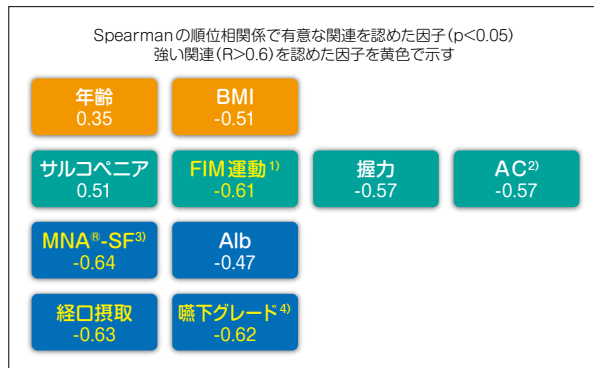 Spearmanの順位相関係で有意な関連を認めた因子(p<0.05)
強い関連(R>0.6)を認めた因子を黄色で示す
年齢
0.35
BMI
-0.51
サルコペニア
0.51
FIM運動1)
-0.61
握力
-0.57
AC2)
-0.57
MNA®-SF3)
-0.64
Alb
-0.47
経口摂取
-0.63
嚥下グレード4)
-0.62